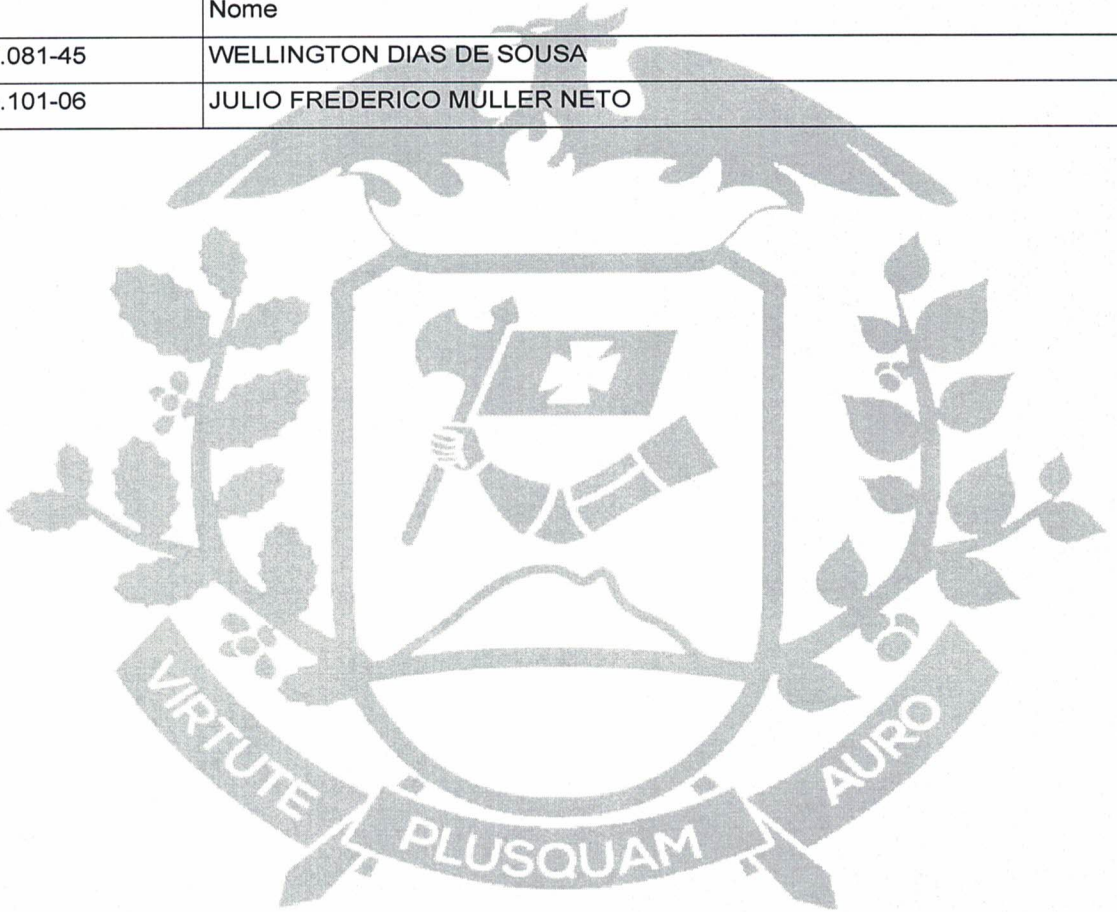 Nome
.081-45 WELLINGTON DIAS DE SOUSA
.101-06 JULIO FREDERICO MULLER NETO
VIRTUTE PLUSQUAM AURO